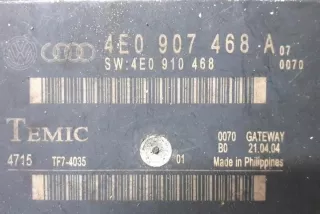 4E0 907 468 A 07
SW:4E0 910 468 0070
TEMIC
0070 GATEWAY
B0 21.04.04
4715 TF7-4035 01 Made in Philippines